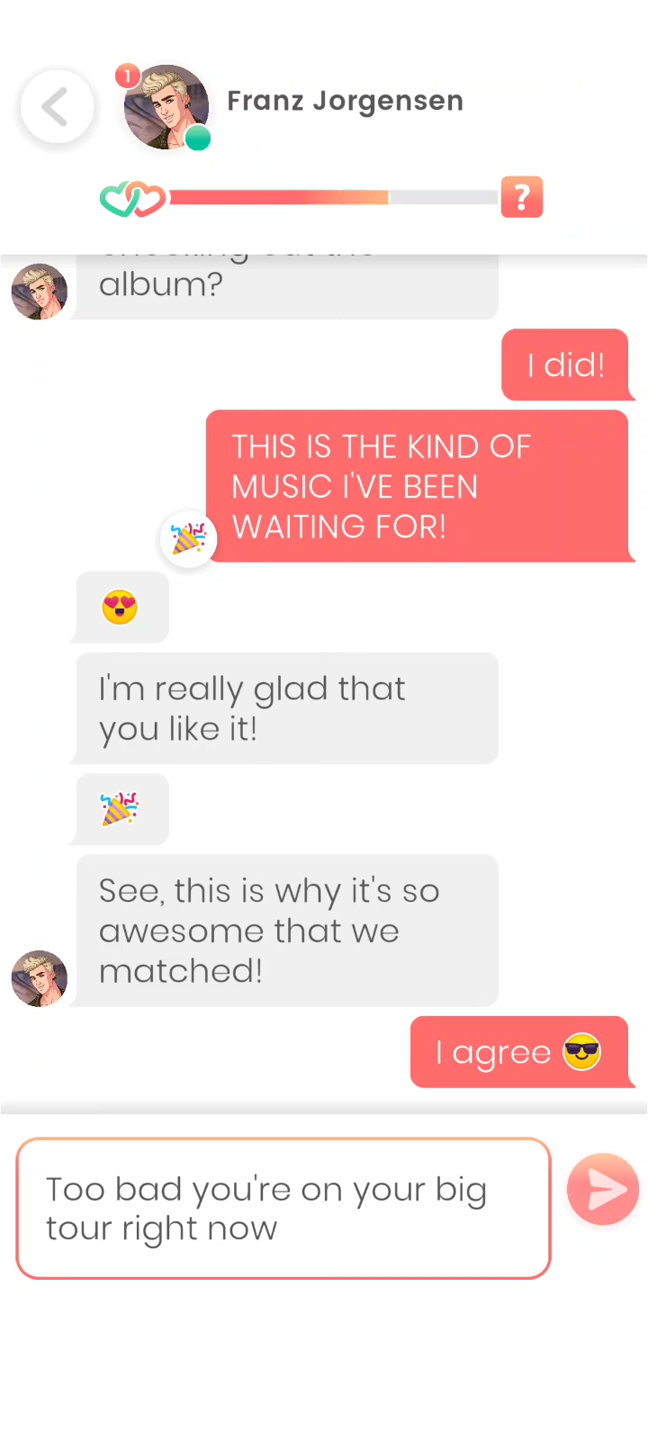 1
Franz Jorgensen
?
album?
I did!
THIS IS THE KIND OF
MUSIC I'VE BEEN
WAITING FOR!
I'm really glad that
you like it!
See, this is why it's so
awesome that we
matched!
I agree 😎
Too bad you're on your big
tour right now